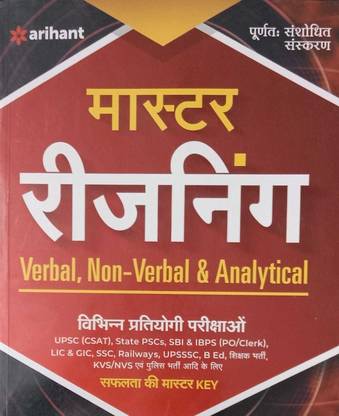 arihant
पूर्णत: संशोधित
संस्करण
मास्टर
रीजनिंग
Verbal, Non-Verbal & Analytical
विभिन्न प्रतियोगी परीक्षाओं
UPSC (CSAT), State PSCs, SBI & IBPS (PO/Clerk),
LIC & GIC, SSC, Railways, UPSSSC, B Ed, शिक्षक भर्ती,
KVS/NVS एवं पुलिस भर्ती आदि के लिए
सफलता की मास्टर KEY